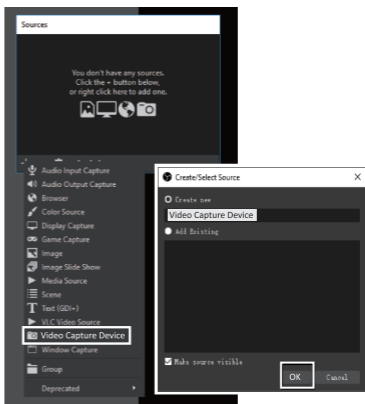 Sources
You don't have any sources.
Click the + button below,
or right click here to add one.
Audio Input Capture
Audio Output Capture
Browser
Color Source
Display Capture
Game Capture
Image
Image Slide Show
Media Source
Scene
Text (GDI+)
VLC Video Source
Video Capture Device
Window Capture
Group
Deprecated
Create/Select Source
X
Create new
Video Capture Device
Add Existing
Make source visible
OK
Cancel